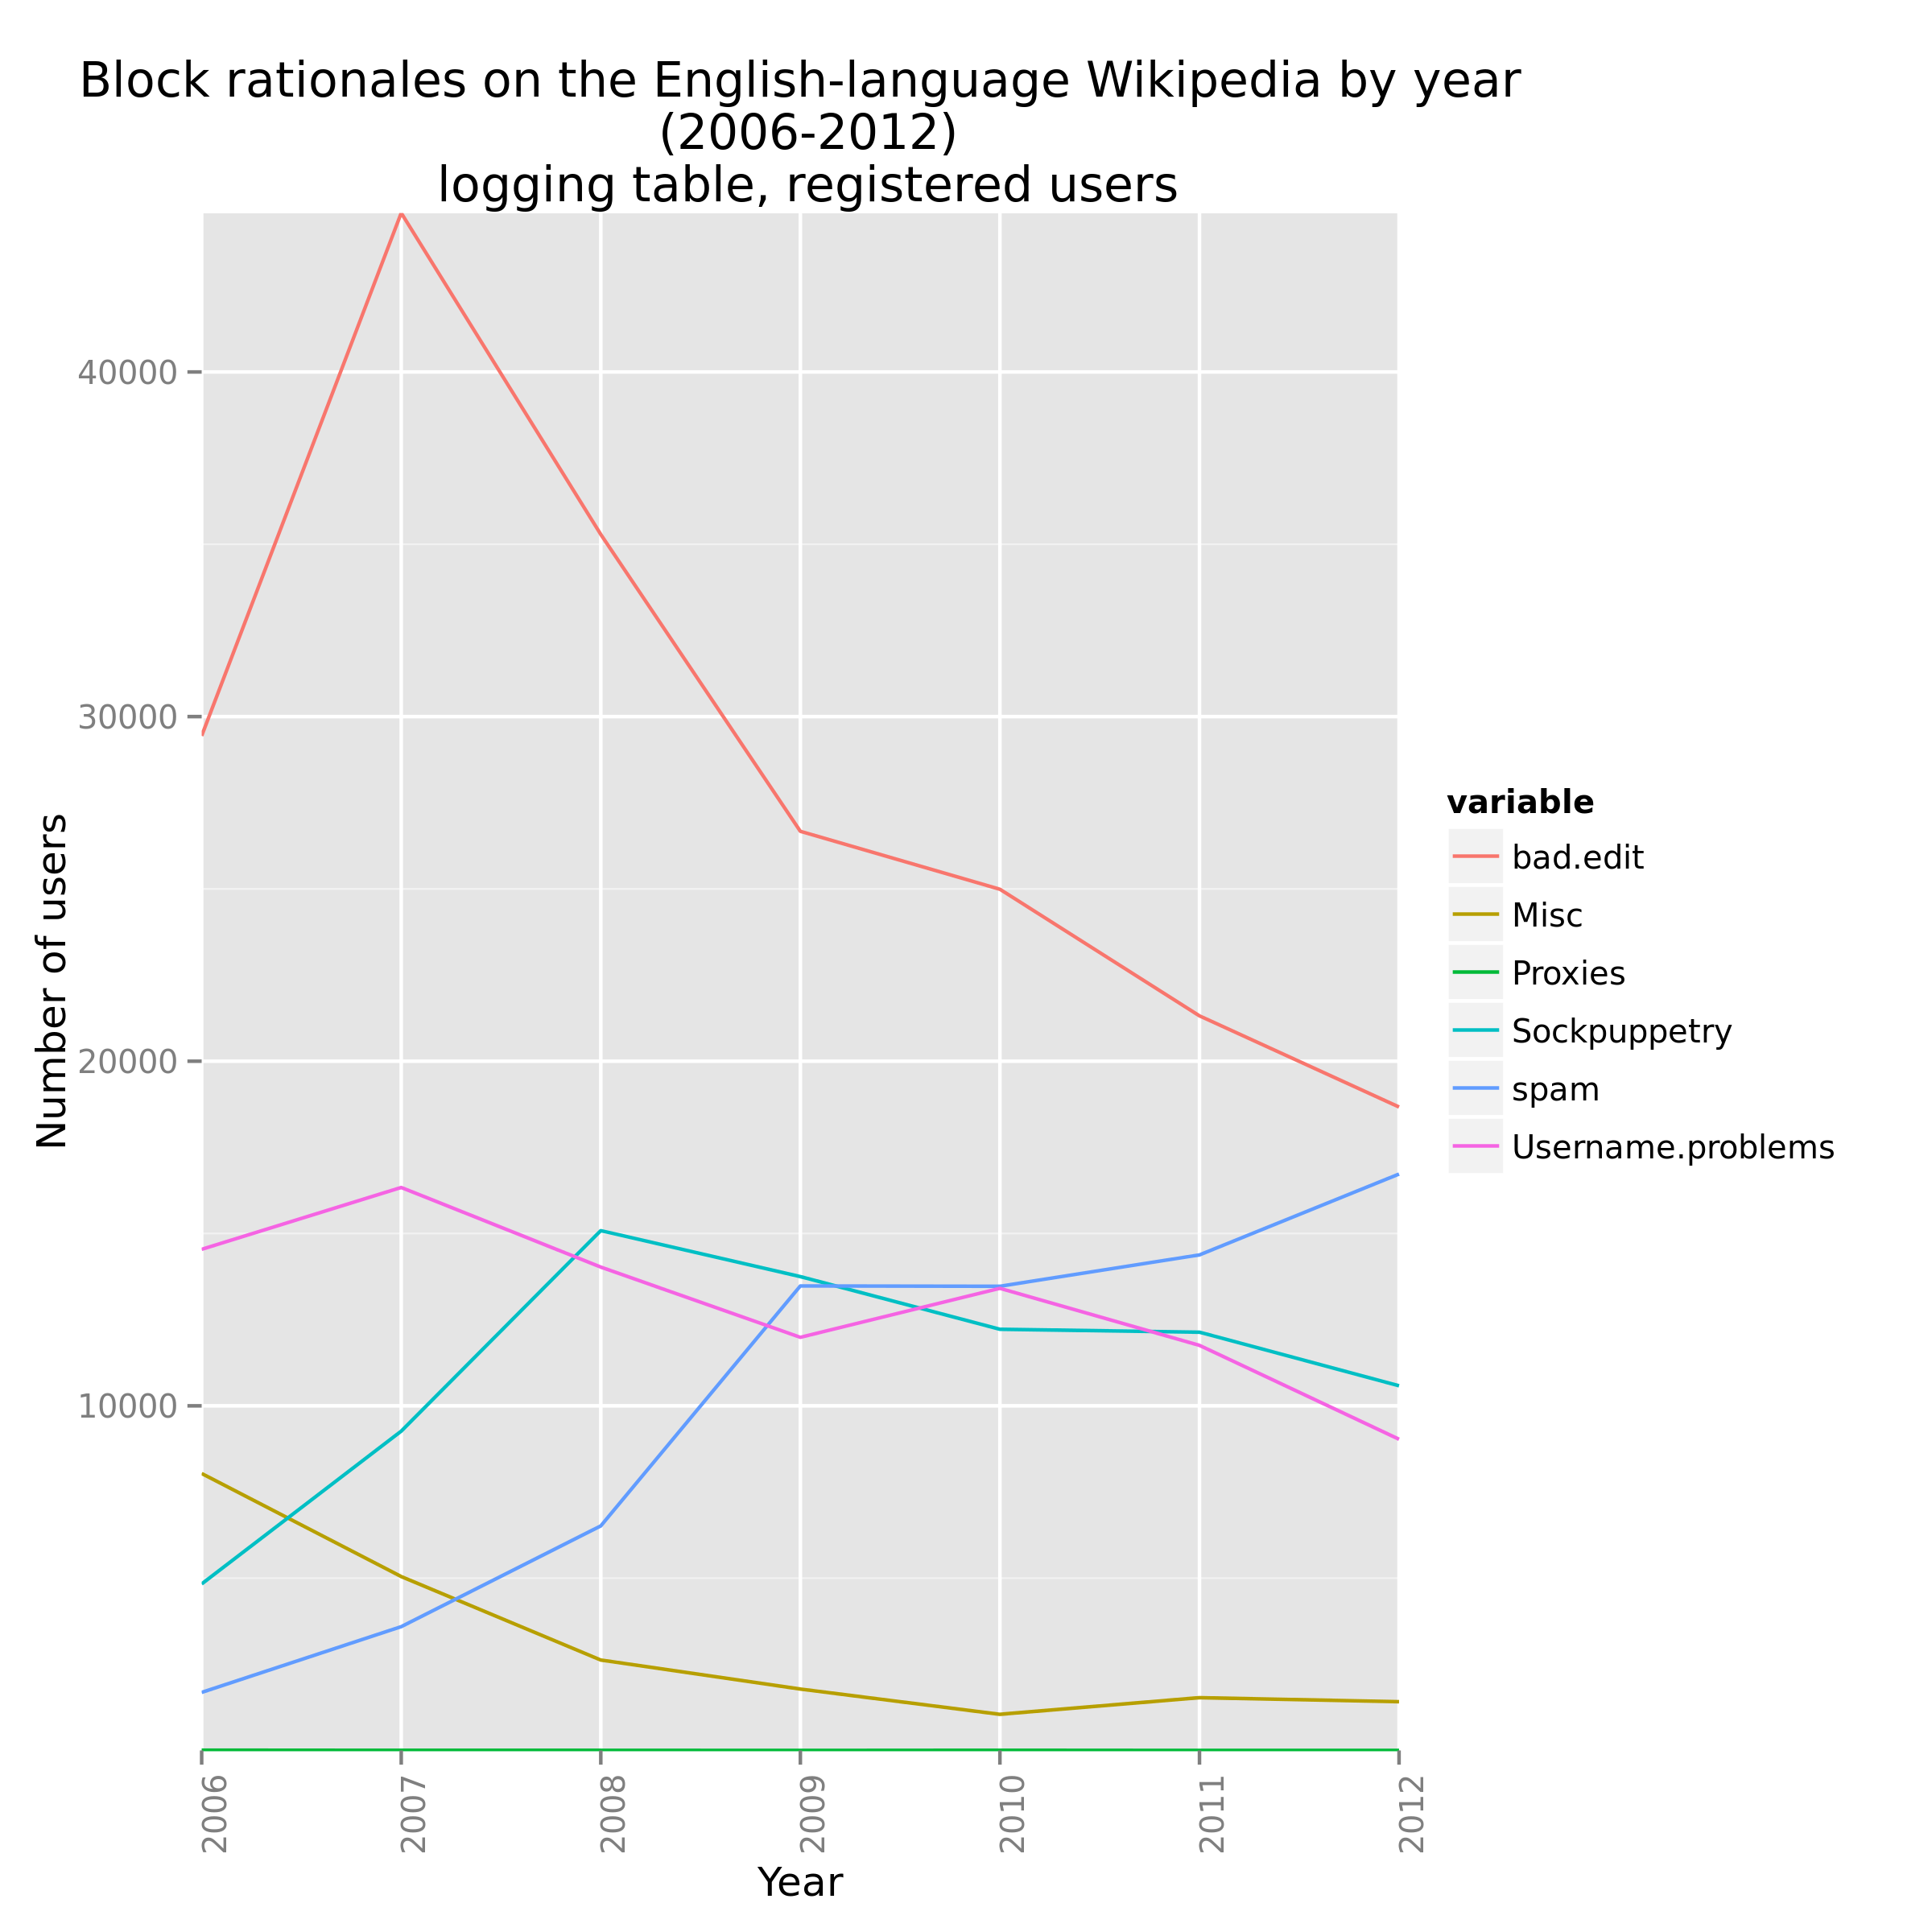 Block rationales on the English-language Wikipedia by year
(2006-2012)
logging table, registered users
Number of users
40000
30000
20000
10000
2006
2007
2008
2009
2010
2011
2012
Year
variable
bad.edit
Misc
Proxies
Sockpuppetry
spam
Username.problems